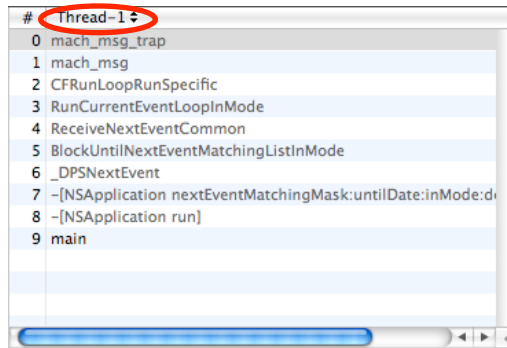 # Thread-1
0 mach_msg_trap
1 mach_msg
2 CFRunLoopRunSpecific
3 RunCurrentEventLoopInMode
4 ReceiveNextEventCommon
5 BlockUntilNextEventMatchingListInMode
6 _DPSNextEvent
7 -[NSApplication nextEventMatchingMask:untilDate:inMode:d
8 -[NSApplication run]
9 main